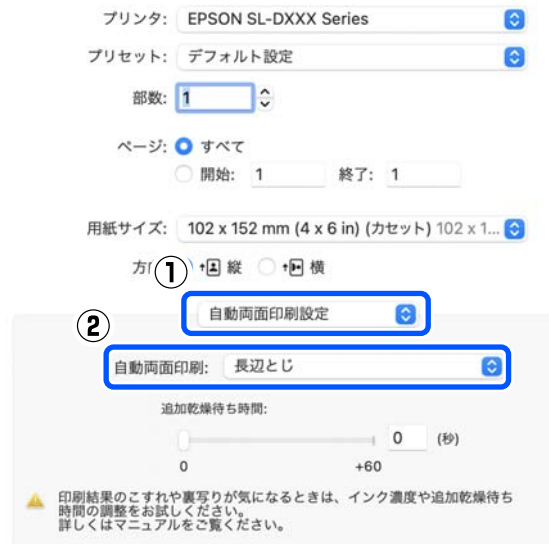 プリンタ: EPSON SL-DXXX Series
プリセット: デフォルト設定
部数: 1
ページ: すべて
開始: 1 終了: 1
用紙サイズ: 102 x 152 mm (4 x 6 in) (カセット) 102 x 1...
縦 横
①
自動両面印刷設定
②
自動両面印刷: 長辺とじ
追加乾燥待ち時間:
0 (秒)
0 +60
印刷結果のこすれや裏写りが気になるときは、インク濃度や追加乾燥待ち
時間の調整をお試しください。
詳しくはマニュアルをご覧ください。